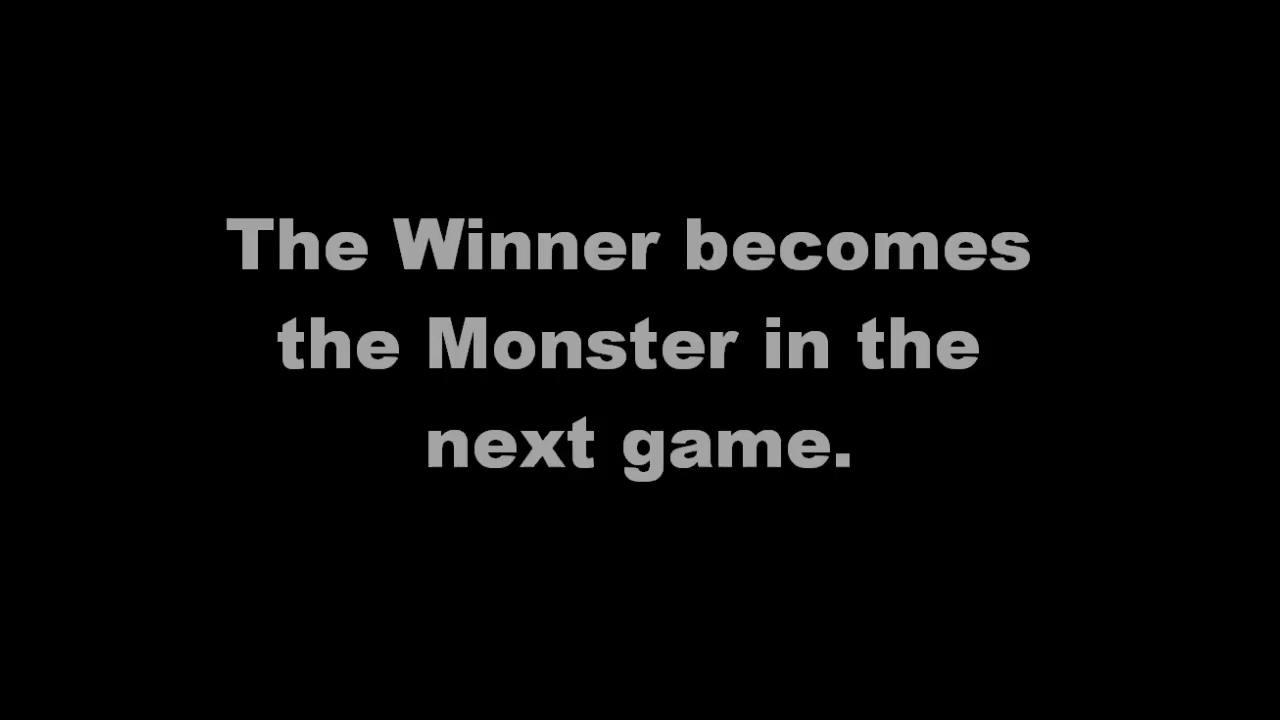 The Winner becomes
the Monster in the
next game.